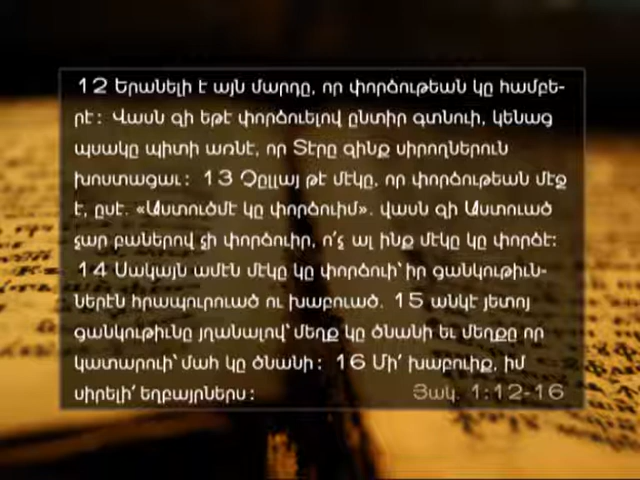 12 Երանելի է այն մարդը, որ փորձութեան կը համբե-
րէ: Վասն զի եթէ փորձուելով ընտիր գտնուի, կենաց
պսակը պիտի առնէ, որ Տէրը զինք սիրողներուն
խոստացաւ: 13 Չըլլայ թէ մէկը, որ փորձութեան մէջ
է, ըսէ. «Աստուծմէ կը փորձուիմ». վասն զի Աստուած
չար բաներով չի փորձուիր, ո՛չ ալ ինք մէկը կը փորձէ:
14 Սակայն ամէն մէկը կը փորձուի՝ իր ցանկութիւն-
ներէն հրապուրուած ու խաբուած. 15 անկէ յետոյ
ցանկութիւնը յղանալով՝ մեղք կը ծնանի եւ մեղքը որ
կատարուի՝ մահ կը ծնանի: 16 Մի՛ խաբուիք, իմ
սիրելի՛ եղբայրներս:
Յակ. 1:12-16